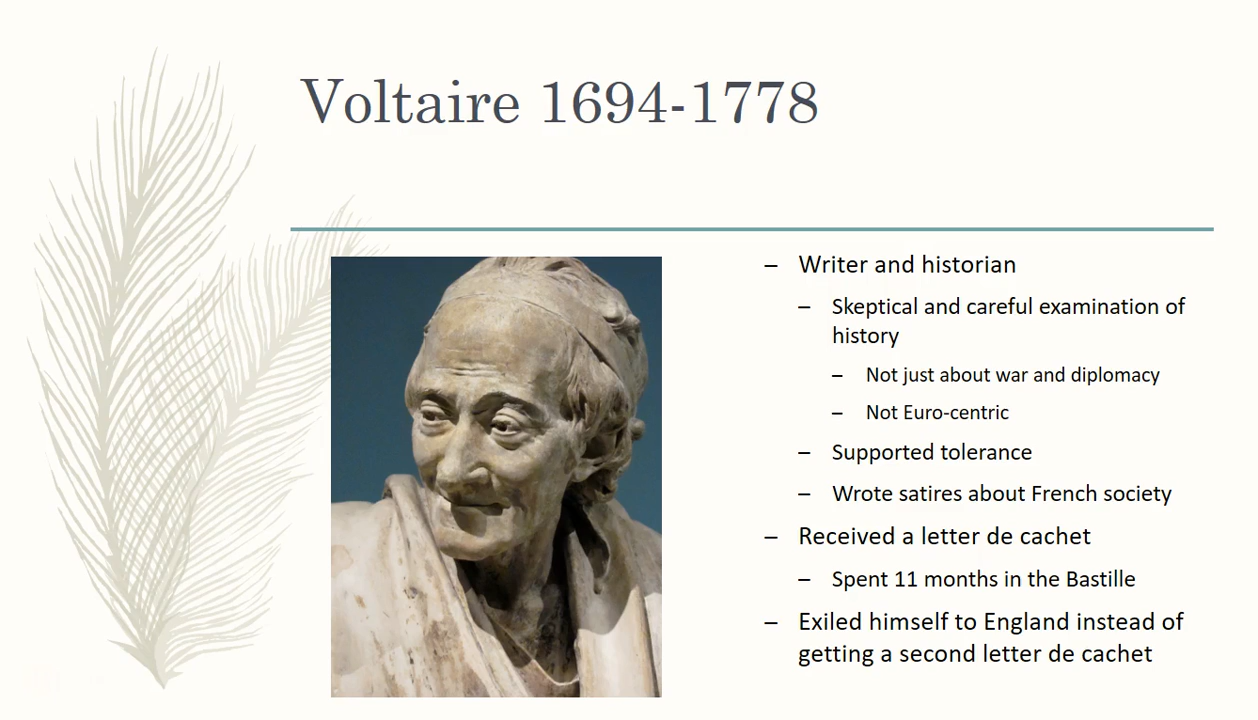 Voltaire 1694-1778
– Writer and historian
– Skeptical and careful examination of
history
– Not just about war and diplomacy
– Not Euro-centric
– Supported tolerance
– Wrote satires about French society
– Received a letter de cachet
– Spent 11 months in the Bastille
– Exiled himself to England instead of
getting a second letter de cachet